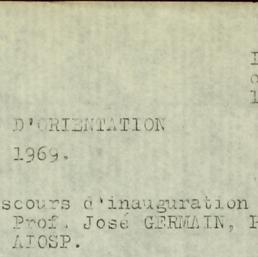 D'ORIENTATION
1969.
scours d'inauguration
Prof. José GERMAIN,
AIOSP.